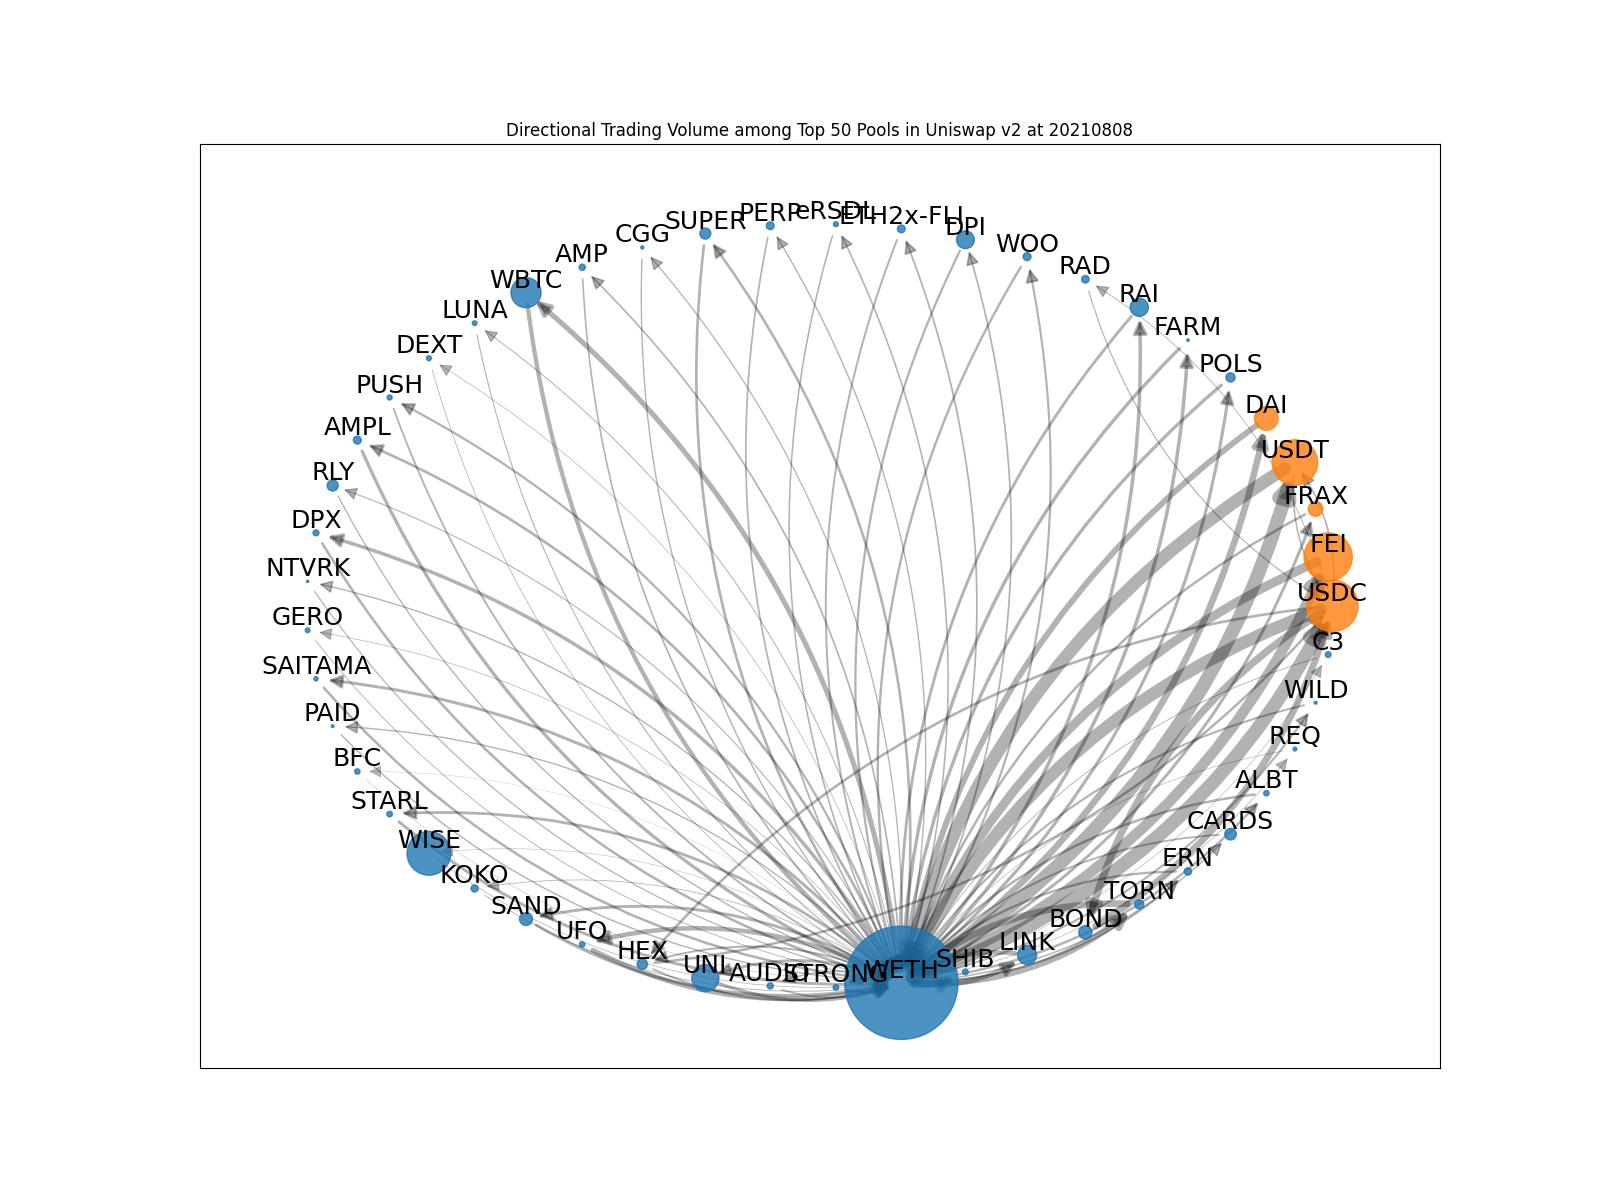 Directional Trading Volume among Top 50 Pools in Uniswap v2 at 20210808
PERP
eRSDL
ETH2x-FLI
SUPER
DPI
CGG
WOO
AMP
RAD
WBTC
RAI
LUNA
FARM
DEXT
POLS
PUSH
DAI
AMPL
USDT
RLY
FRAX
DPX
FEI
NTVRK
USDC
GERO
C3
SAITAMA
WILD
PAID
REQ
BFC
ALBT
STARL
CARDS
WISE
ERN
KOKO
TORN
SAND
BOND
UFO
LINK
HEX
SHIB
UNI
WETH
AUDIO
STRONG